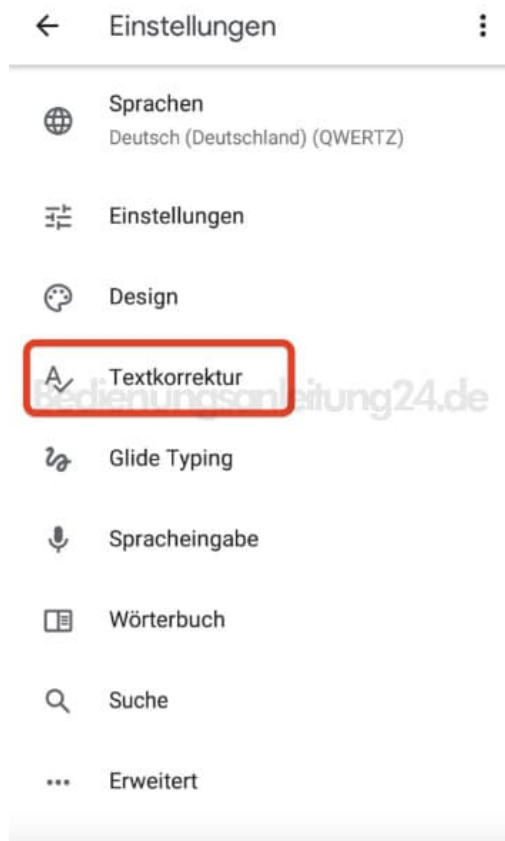 Einstellungen
Sprachen
Deutsch (Deutschland) (QWERTZ)
Einstellungen
Design
Textkorrektur
Bedienungsanleitung24.de
Glide Typing
Spracheingabe
Wörterbuch
Suche
Erweitert